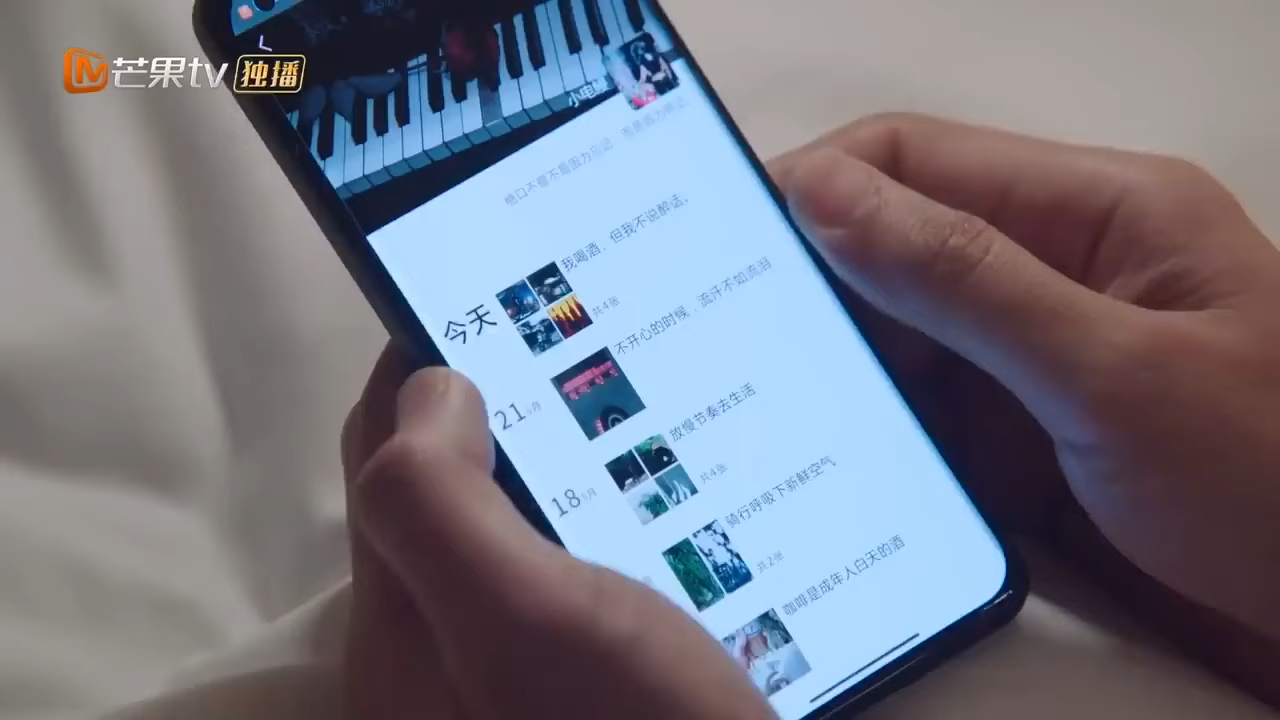 芒果tv 独播
今天
我喝酒，但我不说醉话，
共4张
21
不开心的时候，流汗不如流泪
18
放慢节奏去生活
共4张
骑行呼吸下新鲜空气
共2张
咖啡是成年人白天的酒